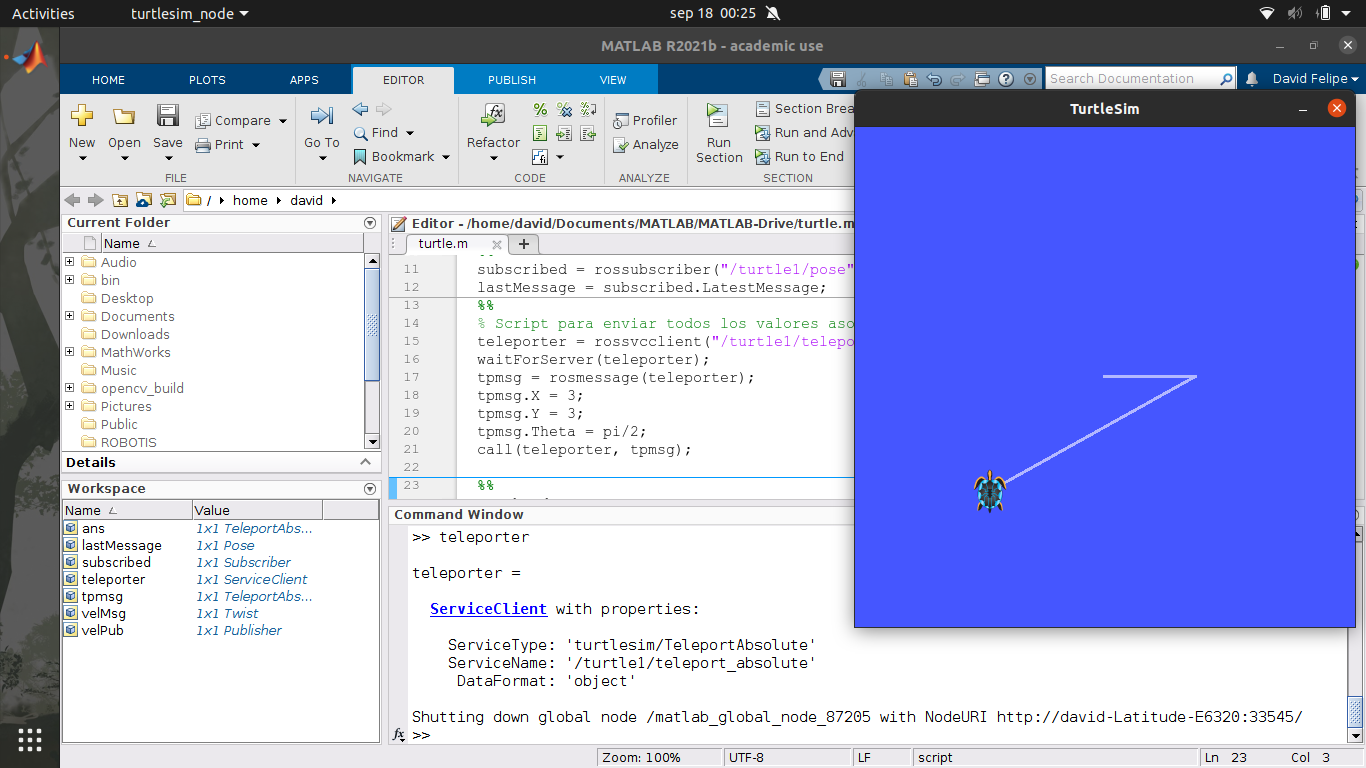 Activities
turtlesim_node
sep 18 00:25
MATLAB R2021b - academic use
HOME
PLOTS
APPS
EDITOR
PUBLISH
VIEW
Search Documentation
David Felipe
New
Open
Save
Compare
Print
FILE
Go To
Find
Bookmark
NAVIGATE
Refactor
CODE
Profiler
Analyze
ANALYZE
Run
Section
Section Brea
Run and Adv
Run to End
SECTION
TurtleSim
/ home david
Current Folder
Name
Audio
bin
Desktop
Documents
Downloads
MathWorks
Music
opencv_build
Pictures
Public
ROBOTIS
Details
Workspace
Name Value
ans 1x1 TeleportAbs...
lastMessage 1x1 Pose
subscribed 1x1 Subscriber
teleporter 1x1 ServiceClient
tpmsg 1x1 TeleportAbs...
velMsg 1x1 Twist
velPub 1x1 Publisher
Editor - /home/david/Documents/MATLAB/MATLAB-Drive/turtle.m
turtle.m
11 subscribed = rossubscriber("/turtle1/pose"
12 lastMessage = subscribed.LatestMessage;
13 %%
14 % Script para enviar todos los valores aso
15 teleporter = rossvcclient("/turtle1/telepo
16 waitForServer(teleporter);
17 tpmsg = rosmessage(teleporter);
18 tpmsg.X = 3;
19 tpmsg.Y = 3;
20 tpmsg.Theta = pi/2;
21 call(teleporter, tpmsg);
22
23 %%
Command Window
>> teleporter
teleporter =
ServiceClient with properties:
ServiceType: 'turtlesim/TeleportAbsolute'
ServiceName: '/turtle1/teleport_absolute'
DataFormat: 'object'
Shutting down global node /matlab_global_node_87205 with NodeURI http://david-Latitude-E6320:33545/
>>
fx
Zoom: 100%
UTF-8
LF
script
Ln 23 Col 3